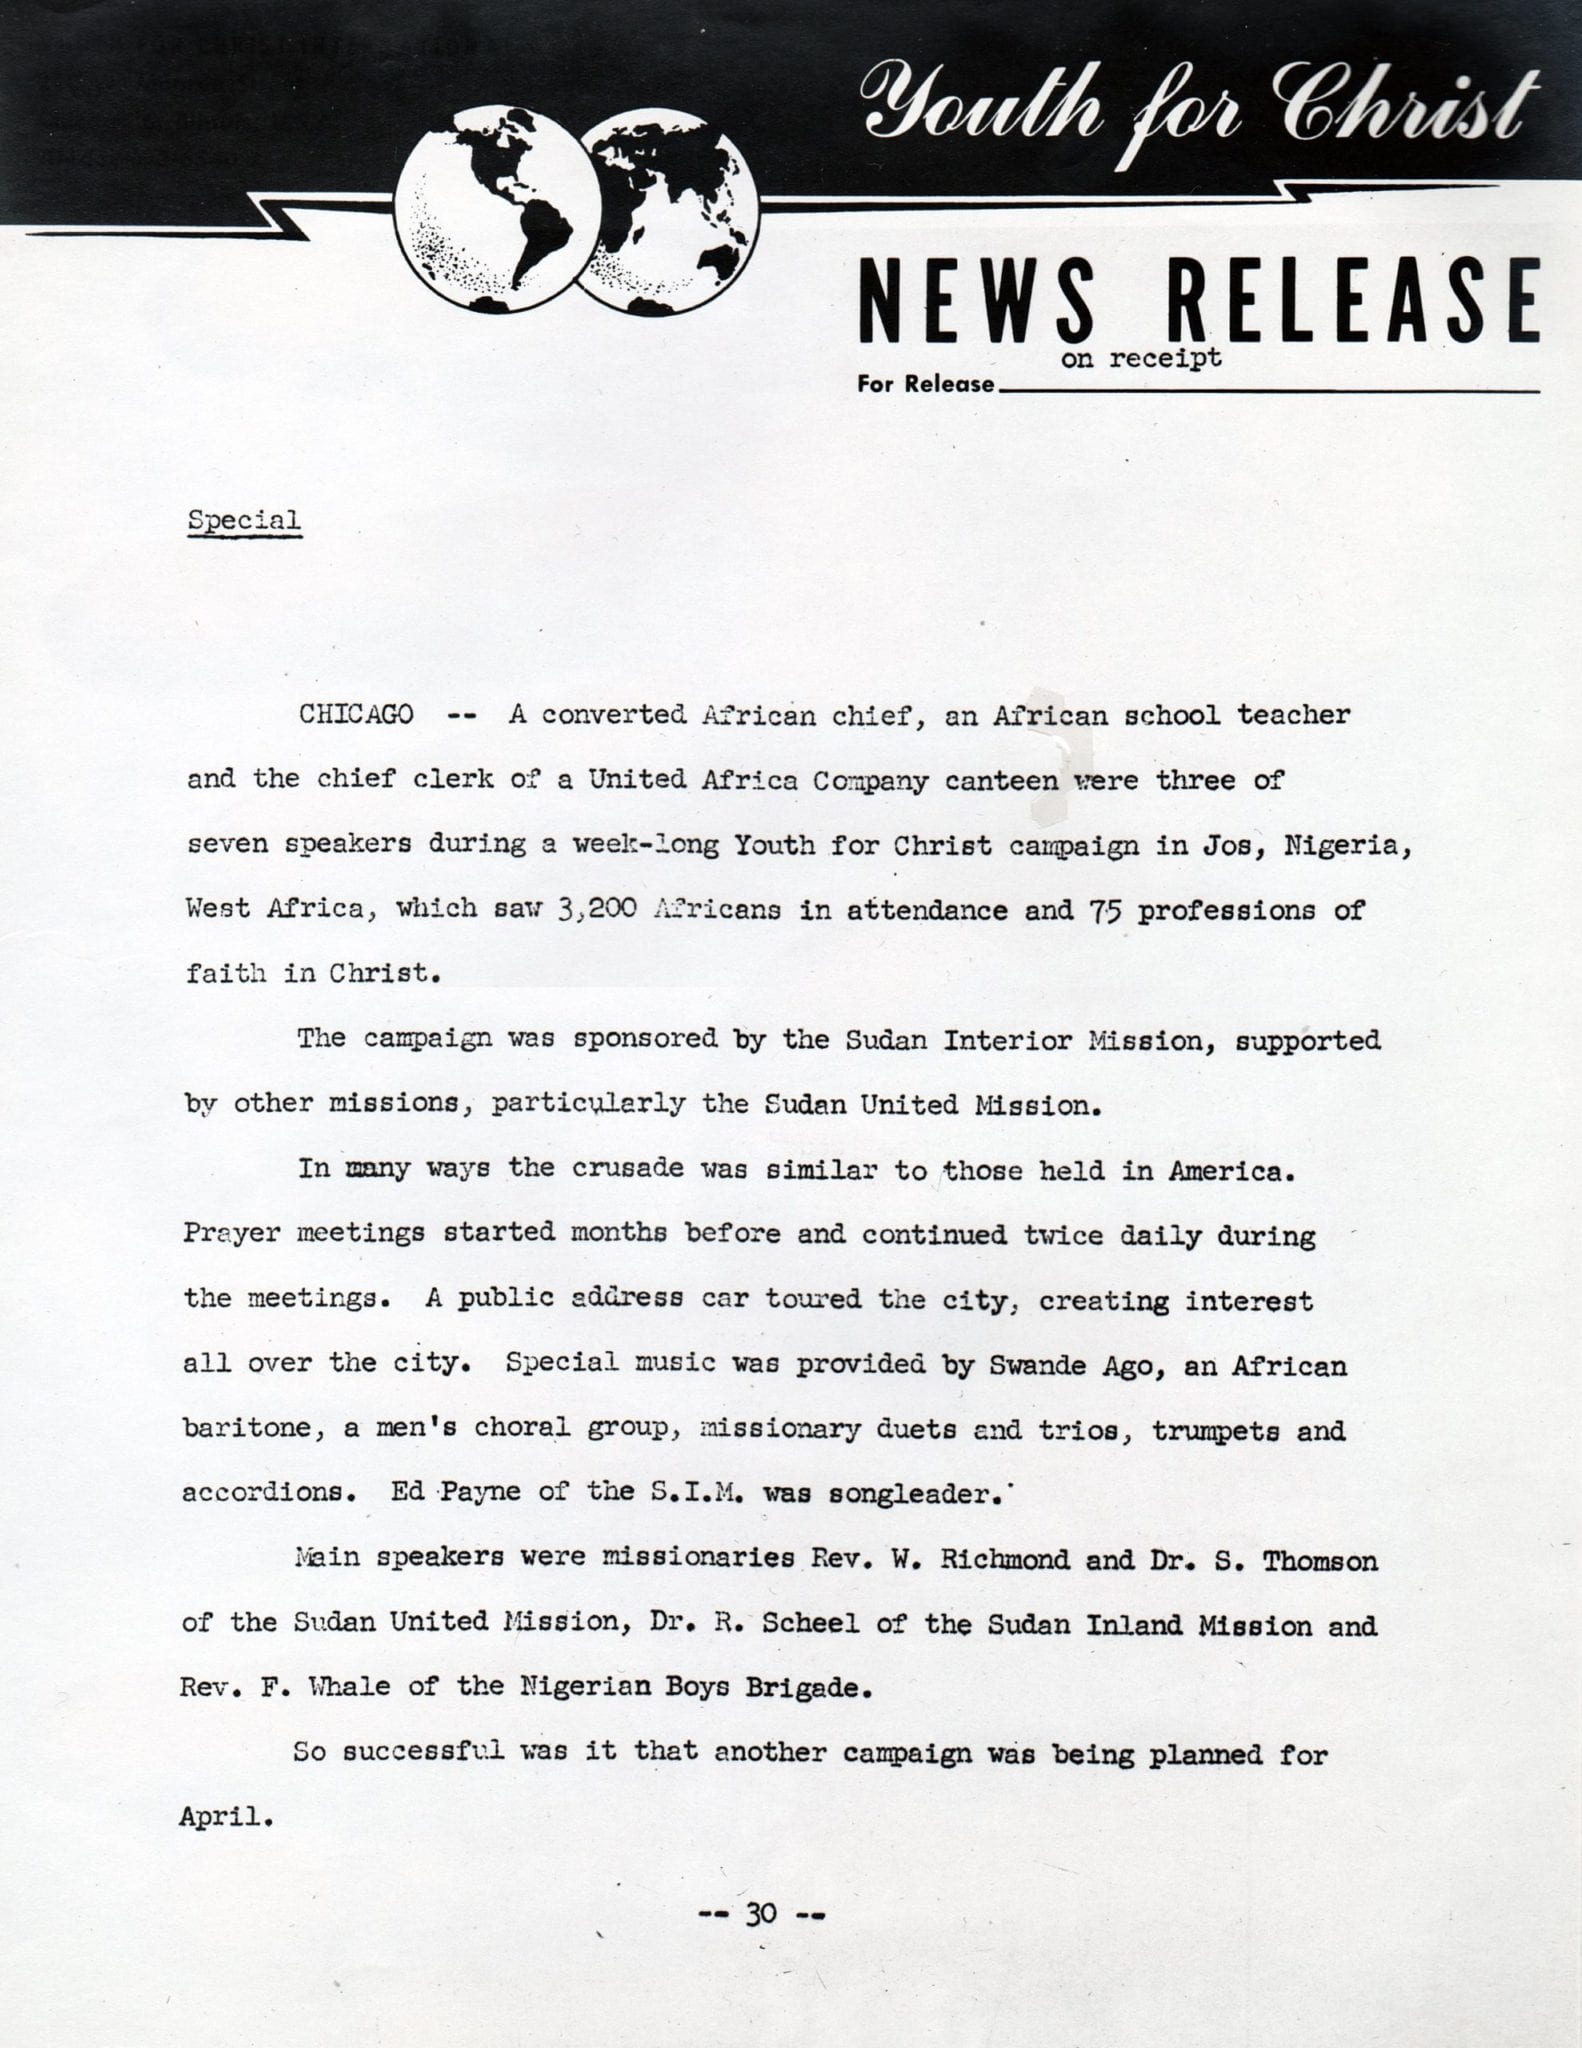 Youth for Christ
NEWS RELEASE
on receipt
For Release
Special
CHICAGO -- A converted African chief, an African school teacher
and the chief clerk of a United Africa Company canteen were three of
seven speakers during a week-long Youth for Christ campaign in Jos, Nigeria,
West Africa, which saw 3,200 Africans in attendance and 75 professions of
faith in Christ.
The campaign was sponsored by the Sudan Interior Mission, supported
by other missions, particularly the Sudan United Mission.
In many ways the crusade was similar to those held in America.
Prayer meetings started months before and continued twice daily during
the meetings. A public address car toured the city, creating interest
all over the city. Special music was provided by Swande Ago, an African
baritone, a men's choral group, missionary duets and trios, trumpets and
accordions. Ed Payne of the S.I.M. was songleader.
Main speakers were missionaries Rev. W. Richmond and Dr. S. Thomson
of the Sudan United Mission, Dr. R. Scheel of the Sudan Inland Mission and
Rev. F. Whale of the Nigerian Boys Brigade.
So successful was it that another campaign was being planned for
April.
-- 30 --